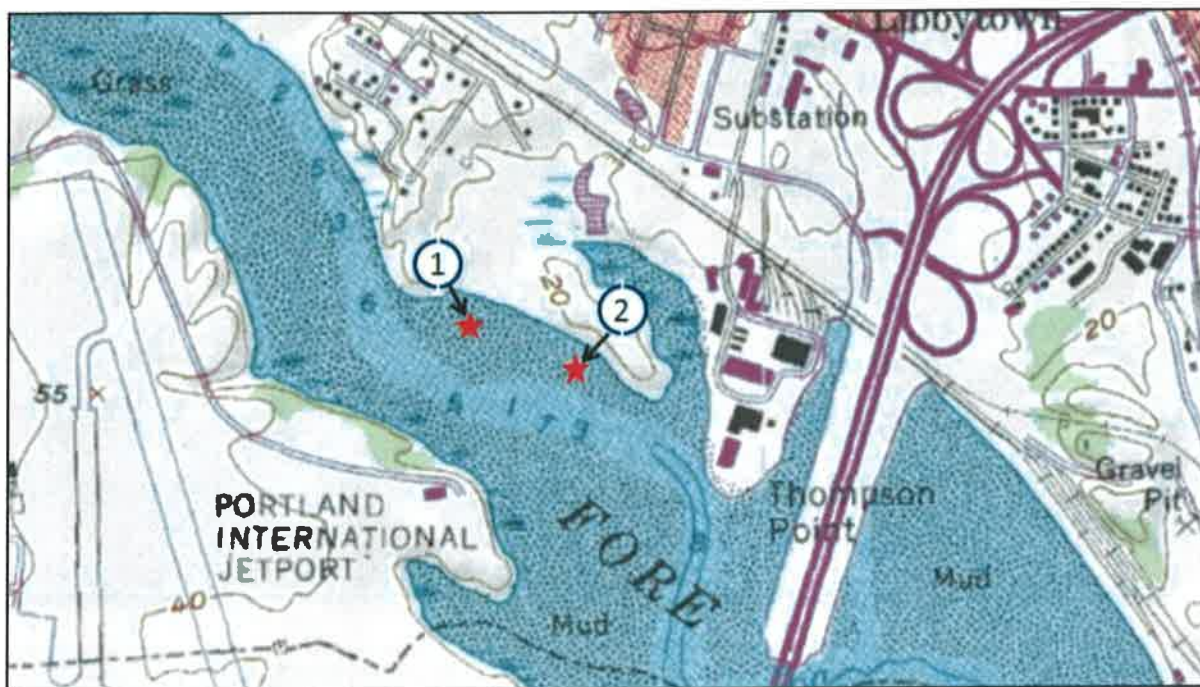 Libbytown
Grass
Substation
1
20
2
20
55
Gravel
Pit
PORTLAND
INTERNATIONAL
JETPORT
Thompson
Point
FORE
40
Mud
Mud